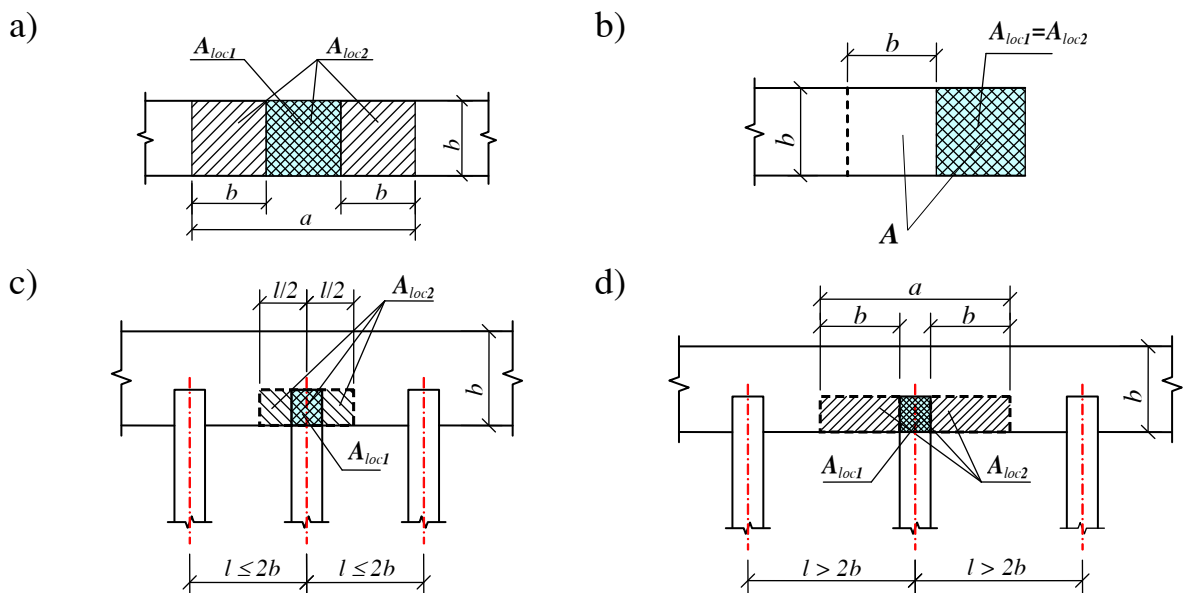 a)
A_loc1 A_loc2
b
b b
a
b)
A_loc1=A_loc2
b
b
A
c)
l/2 l/2 A_loc2
b
A_loc1
l ≤ 2b l ≤ 2b
d)
a
b b
b
A_loc1 A_loc2
l > 2b l > 2b